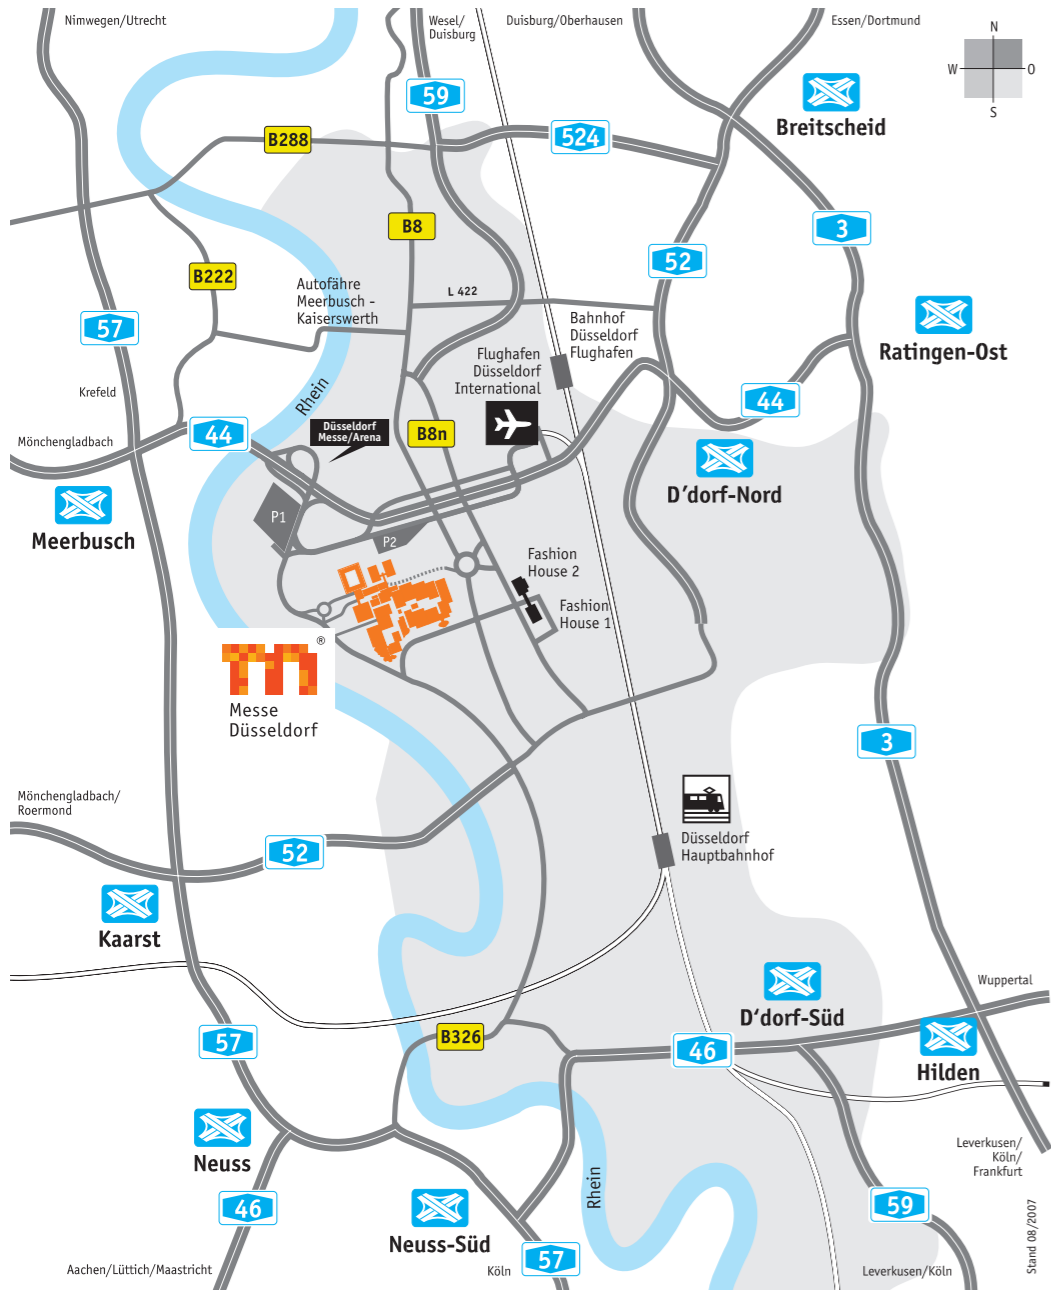 Nimwegen/Utrecht
Wesel/
Duisburg
Duisburg/Oberhausen
Essen/Dortmund
N
W
O
S
59
Breitscheid
B288
524
B8
3
52
B222
Autofähre
Meerbusch -
Kaiserswerth
L 422
57
Bahnhof
Düsseldorf
Flughafen
Ratingen-Ost
Flughafen
Düsseldorf
International
Krefeld
Rhein
44
Mönchengladbach
44
Düsseldorf
Messe/Arena
B8n
D'dorf-Nord
Meerbusch
P1
P2
Fashion
House 2
Fashion
House 1
®
Messe
Düsseldorf
3
Mönchengladbach/
Roermond
52
Düsseldorf
Hauptbahnhof
Kaarst
Wuppertal
D‘dorf-Süd
57
B326
46
Hilden
Neuss
Leverkusen/
Köln/
Frankfurt
Rhein
46
59
Neuss-Süd
57
Köln
Aachen/Lüttich/Maastricht
Leverkusen/Köln
Stand 08/2007